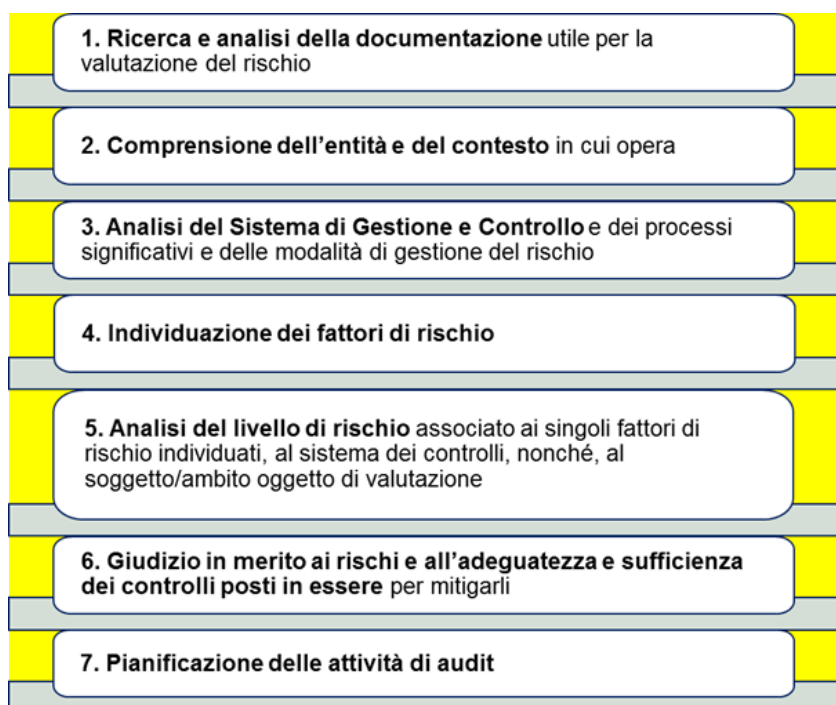 1. Ricerca e analisi della documentazione utile per la
valutazione del rischio
2. Comprensione dell'entità e del contesto in cui opera
3. Analisi del Sistema di Gestione e Controllo e dei processi
significativi e delle modalità di gestione del rischio
4. Individuazione dei fattori di rischio
5. Analisi del livello di rischio associato ai singoli fattori di
rischio individuati, al sistema dei controlli, nonché, al
soggetto/ambito oggetto di valutazione
6. Giudizio in merito ai rischi e all'adeguatezza e sufficienza
dei controlli posti in essere per mitigarli
7. Pianificazione delle attività di audit